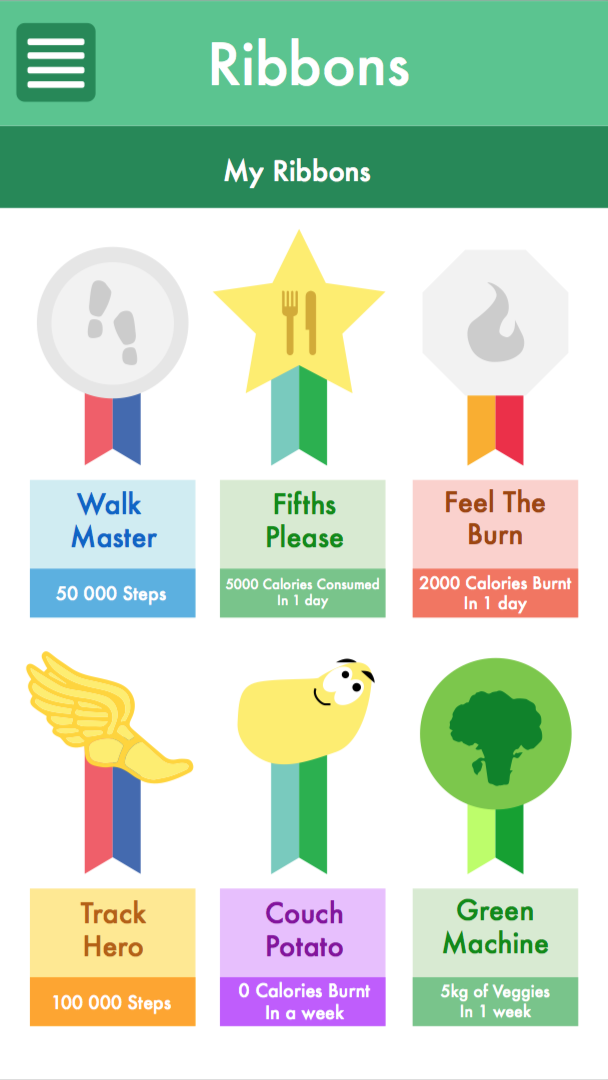 Ribbons
My Ribbons
Walk
Master
50 000 Steps
Fifths
Please
5000 Calories Consumed
In 1 day
Feel The
Burn
2000 Calories Burnt
In 1 day
Track
Hero
100 000 Steps
Couch
Potato
0 Calories Burnt
In a week
Green
Machine
5kg of Veggies
In 1 week